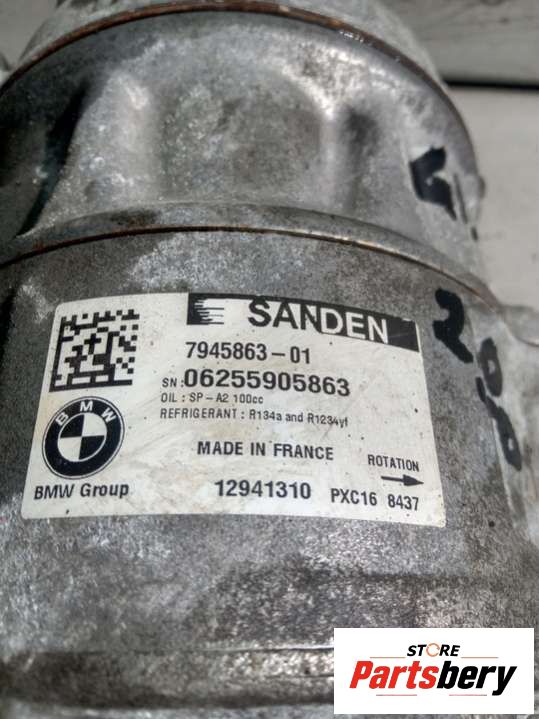 SANDEN
7945863-01
SN:06255905863
OIL : SP-A2 100cc
REFRIGERANT : R134a and R1234yf
MADE IN FRANCE
ROTATION
BMW
BMW Group
12941310 PXC16 8437
STORE
Partsbery